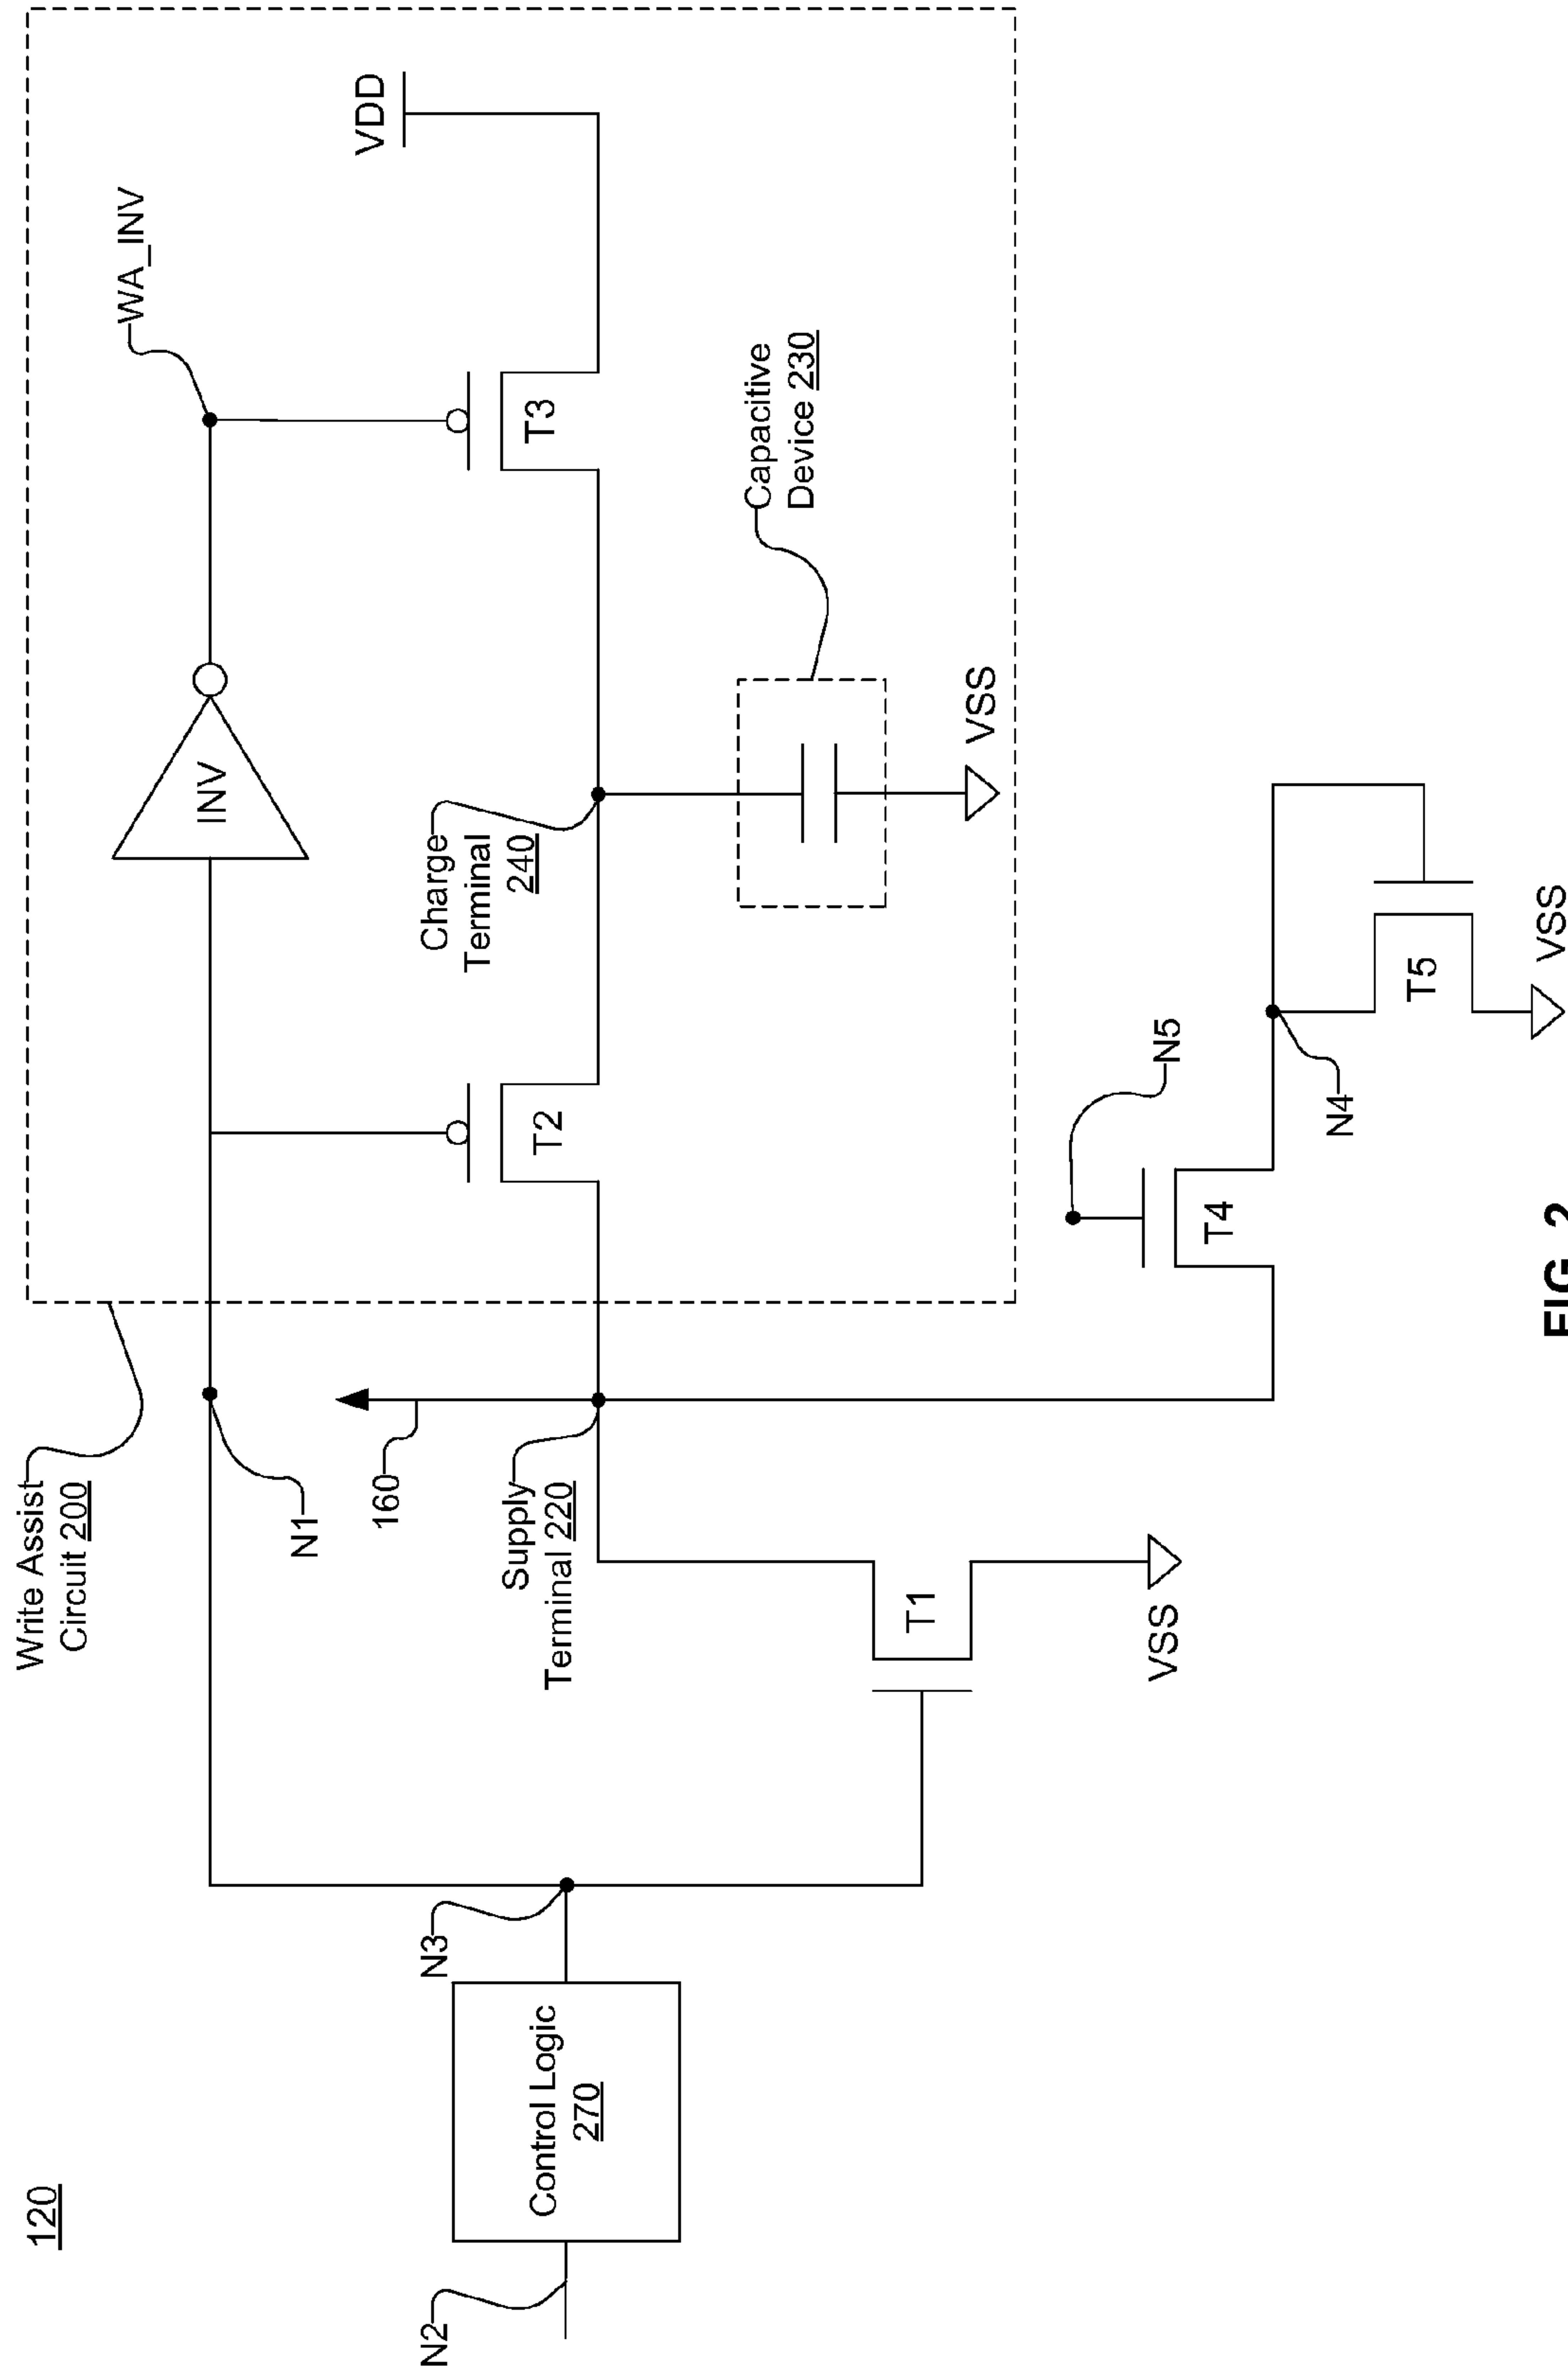 120
Write Assist
Circuit 200
WA_INV
VDD
INV
N1
160
Charge
Terminal
240
T2
T3
Supply
Terminal 220
Capacitive
Device 230
VSS
N3
N2
Control Logic
270
T1
VSS
N5
T4
N4
T5
VSS
FIG. 2